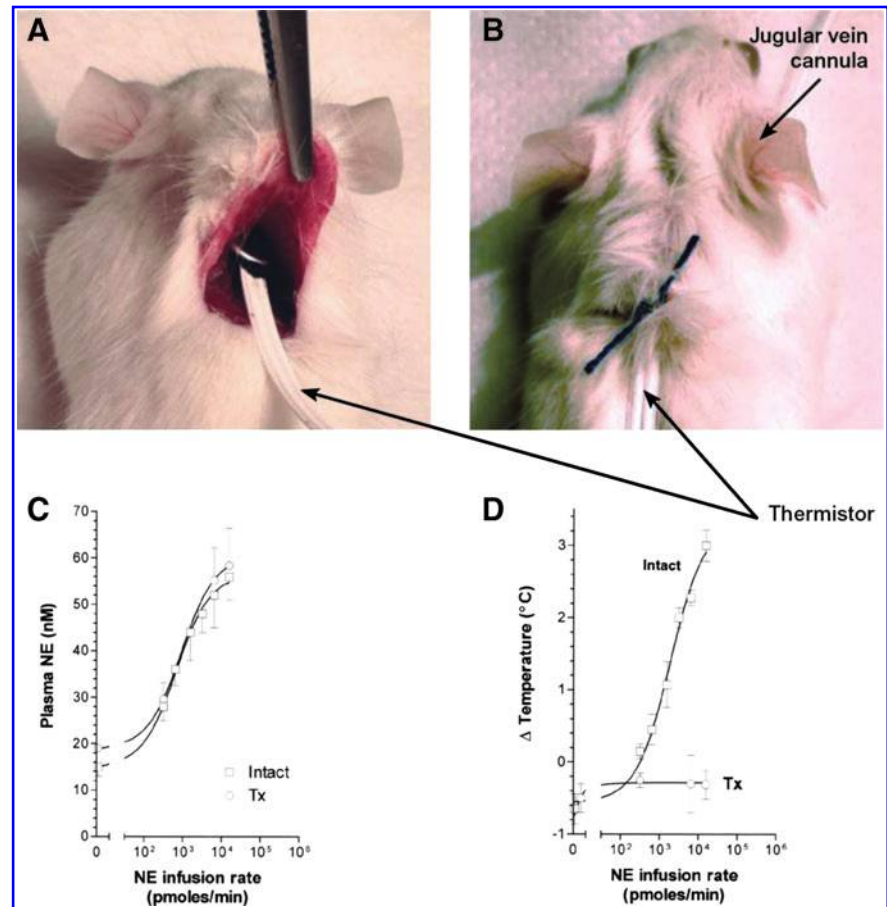 A
B
Jugular vein
cannula
Thermistor
C
70
60
50
40
30
20
10
0
Plasma NE (nM)
Intact
Tx
0 10² 10³ 10⁴ 10⁵ 10⁶
NE infusion rate
(pmoles/min)
D
3
2
1
0
-1
Δ Temperature (°C)
Intact
Tx
0 10² 10³ 10⁴ 10⁵ 10⁶
NE infusion rate
(pmoles/min)